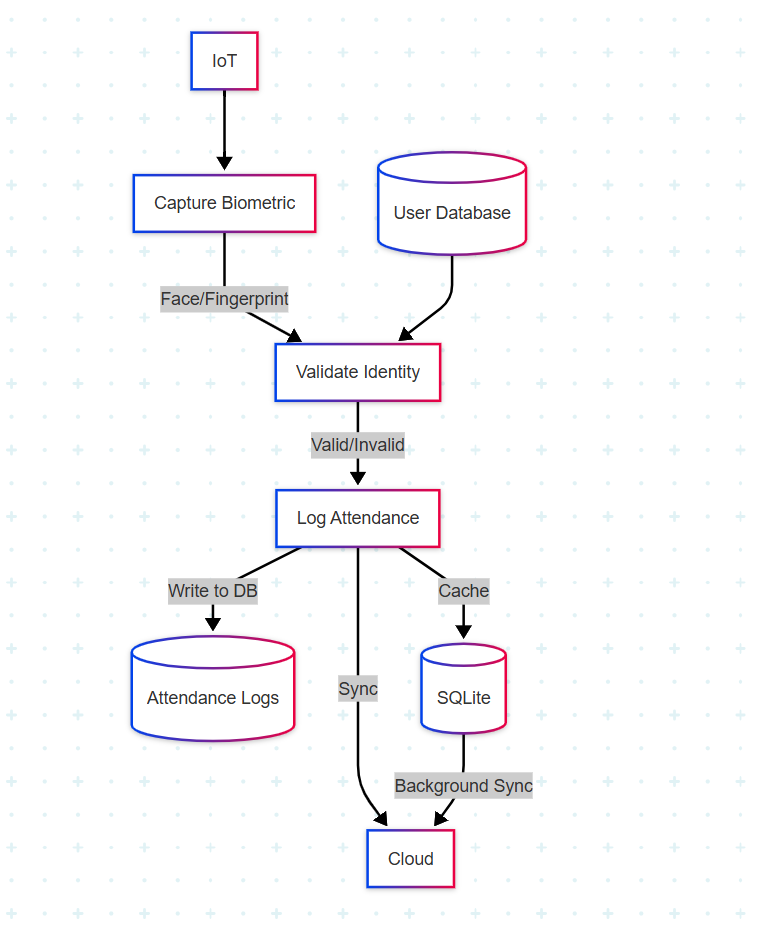 IoT
Capture Biometric
User Database
Face/Fingerprint
Validate Identity
Valid/Invalid
Log Attendance
Write to DB
Cache
Sync
Attendance Logs
SQLite
Background Sync
Cloud